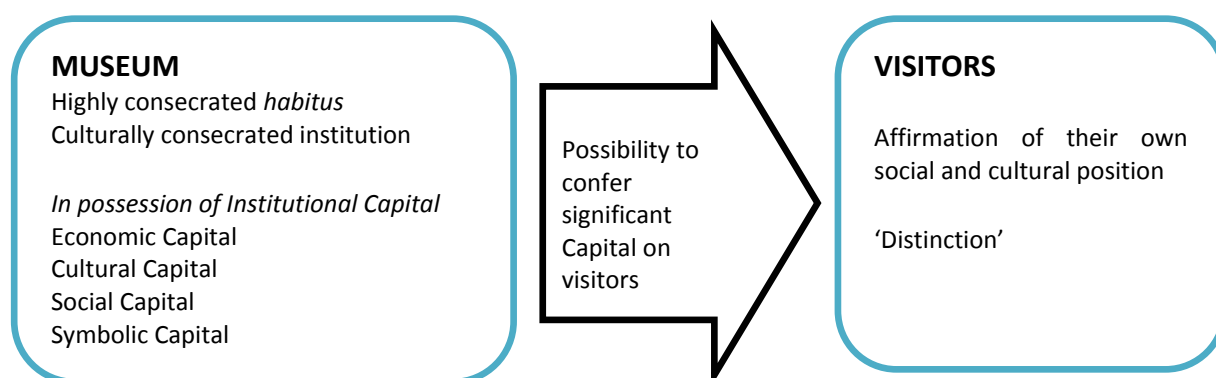 MUSEUM
Highly consecrated habitus
Culturally consecrated institution
In possession of Institutional Capital
Economic Capital
Cultural Capital
Social Capital
Symbolic Capital
Possibility to
confer
significant
Capital on
visitors
VISITORS
Affirmation of their own
social and cultural position
‘Distinction’